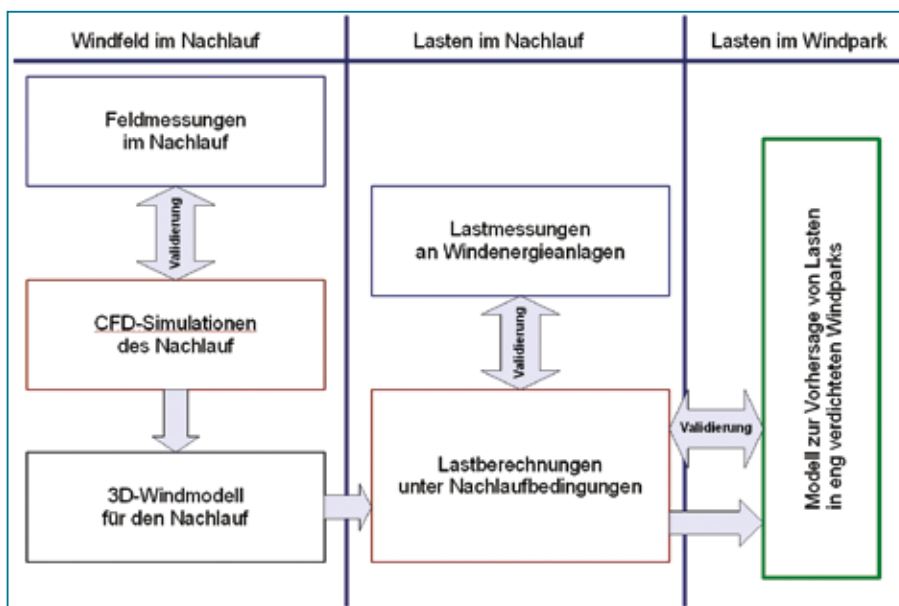 Windfeld im Nachlauf
Lasten im Nachlauf
Lasten im Windpark
Feldmessungen
im Nachlauf
Validierung
CFD-Simulationen
des Nachlauf
3D-Windmodell
für den Nachlauf
Lastmessungen
an Windenergieanlagen
Validierung
Lastberechnungen
unter Nachlaufbedingungen
Validierung
Modell zur Vorhersage von Lasten
in eng verdichteten Windparks